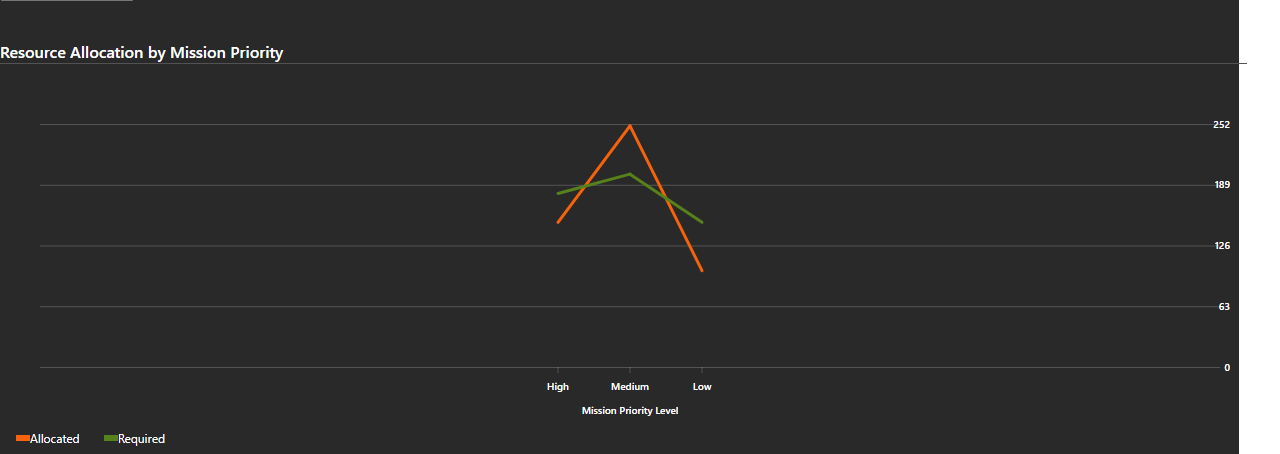 Resource Allocation by Mission Priority
252
189
126
63
0
High Medium Low
Mission Priority Level
Allocated Required